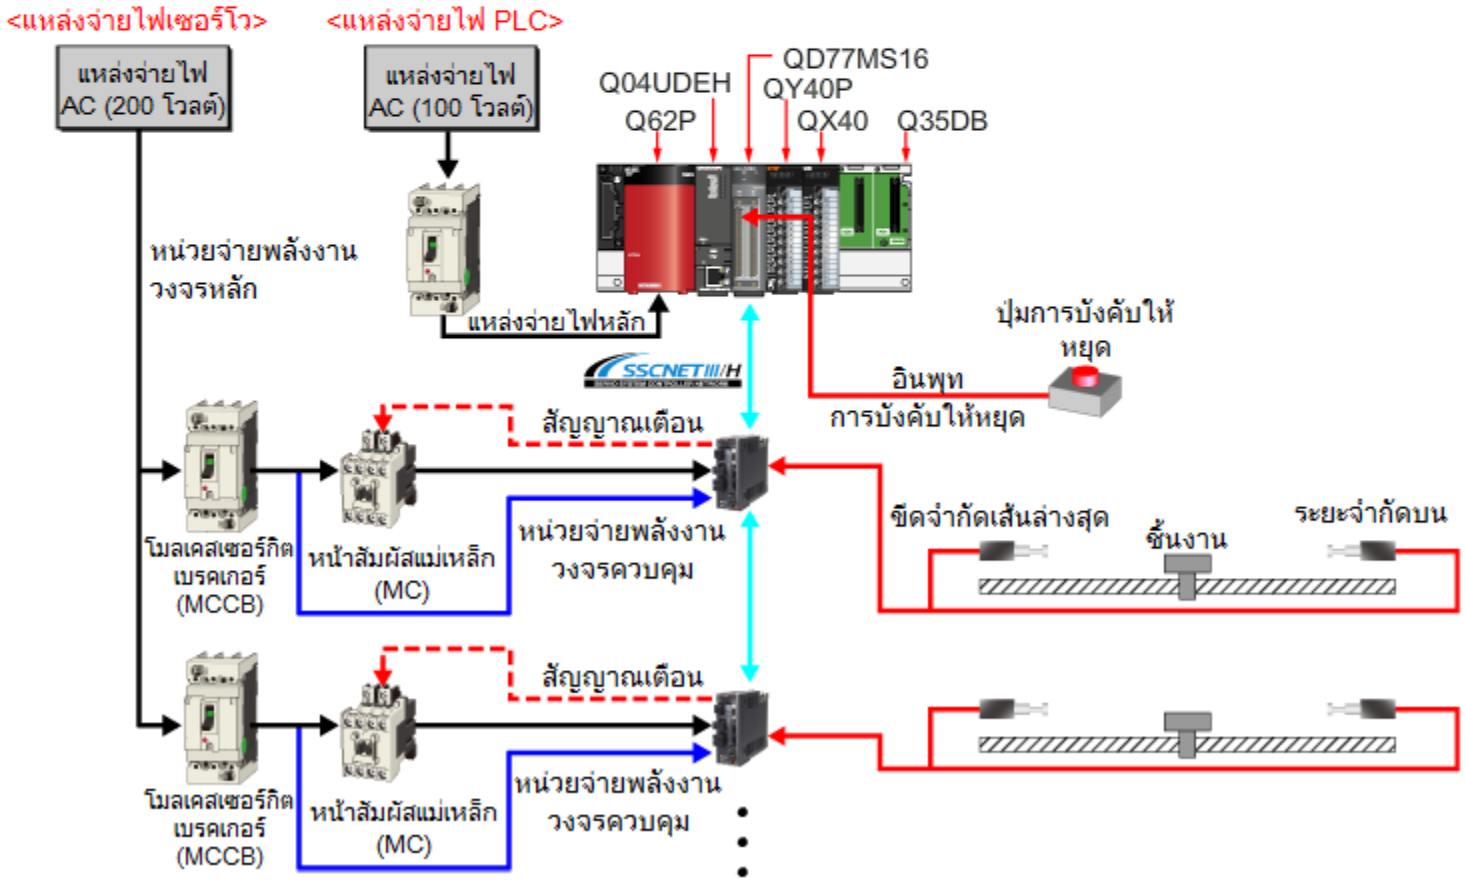 <แหล่งจ่ายไฟเซอร์โว>
<แหล่งจ่ายไฟ PLC>
แหล่งจ่ายไฟ
AC (200 โวลต์)
แหล่งจ่ายไฟ
AC (100 โวลต์)
QD77MS16
Q04UDEH
QY40P
Q62P
QX40
Q35DB
หน่วยจ่ายพลังงาน
วงจรหลัก
แหล่งจ่ายไฟหลัก
ปุ่มการบังคับให้
หยุด
SSCNET III/H
SERVO SYSTEM CONTROLLER NETWORK
อินพุท
การบังคับให้หยุด
สัญญาณเตือน
ขีดจำกัดเส้นล่างสุด
ระยะจำกัดบน
ชิ้นงาน
หน่วยจ่ายพลังงาน
วงจรควบคุม
โมลเคสเซอร์กิต
เบรคเกอร์
(MCCB)
หน้าสัมผัสแม่เหล็ก
(MC)
สัญญาณเตือน
หน่วยจ่ายพลังงาน
วงจรควบคุม
โมลเคสเซอร์กิต
เบรคเกอร์
(MCCB)
หน้าสัมผัสแม่เหล็ก
(MC)